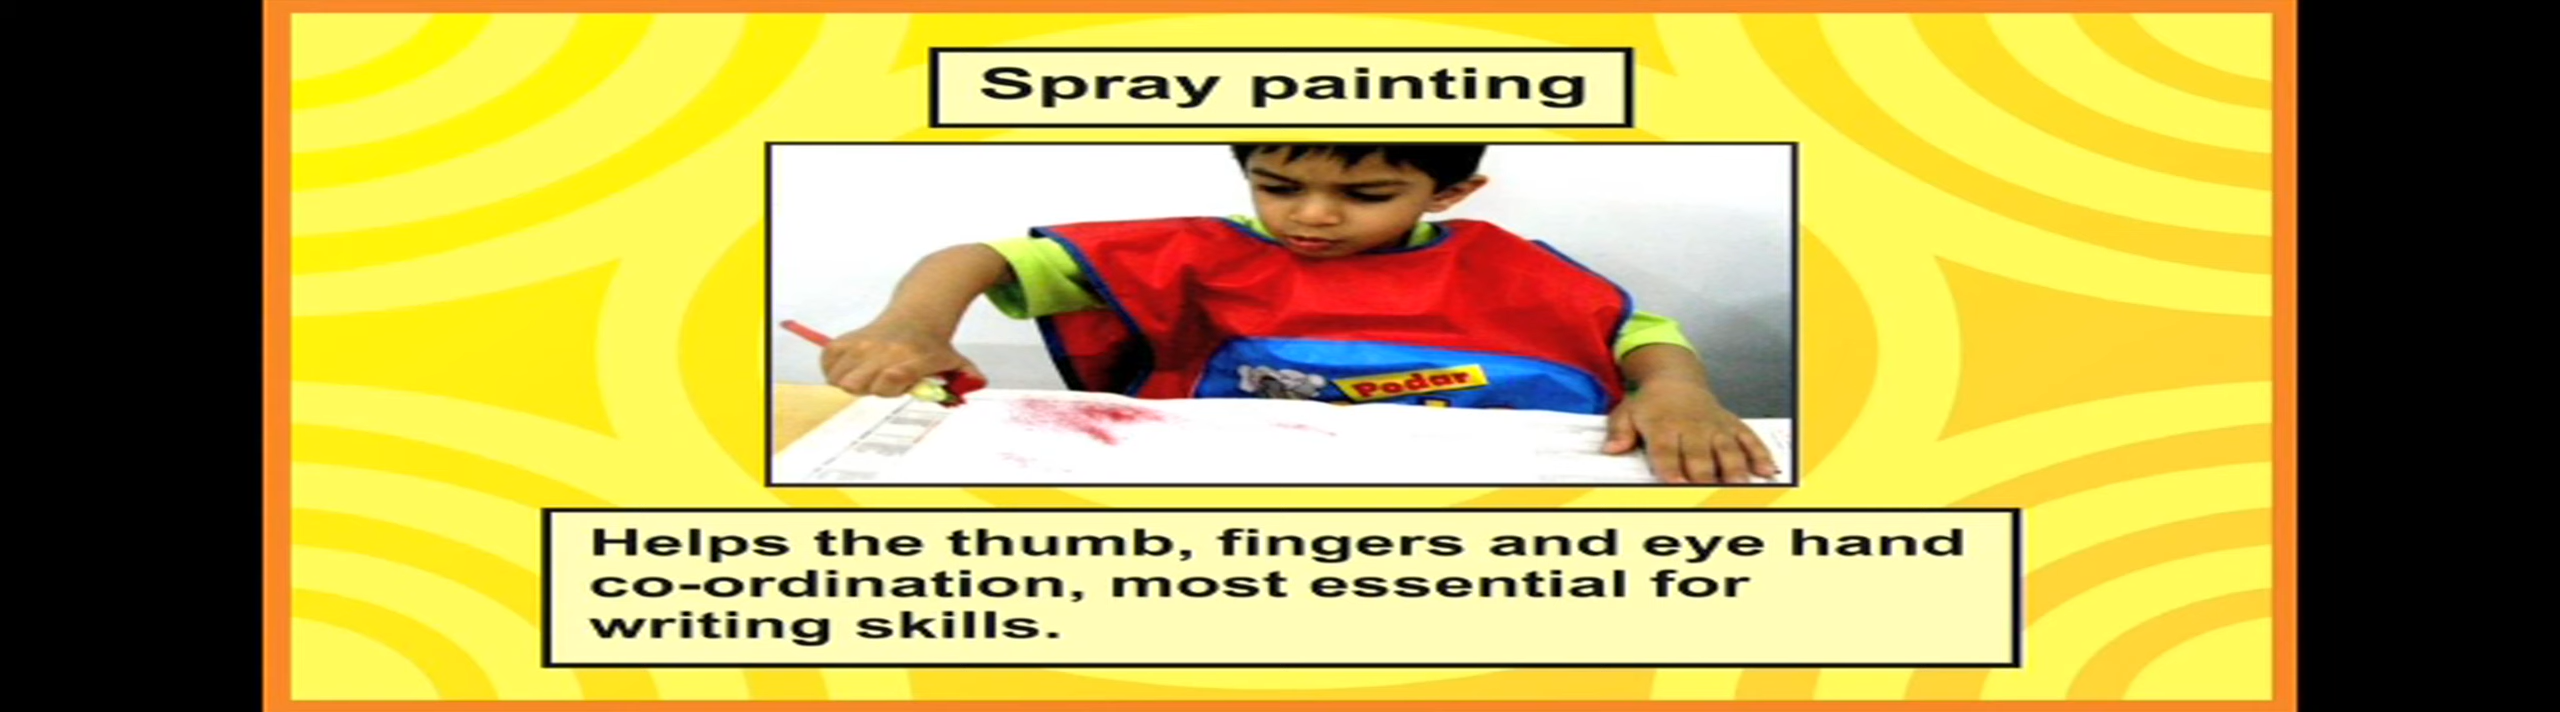 Spray painting
Podar
Helps the thumb, fingers and eye hand
co-ordination, most essential for
writing skills.